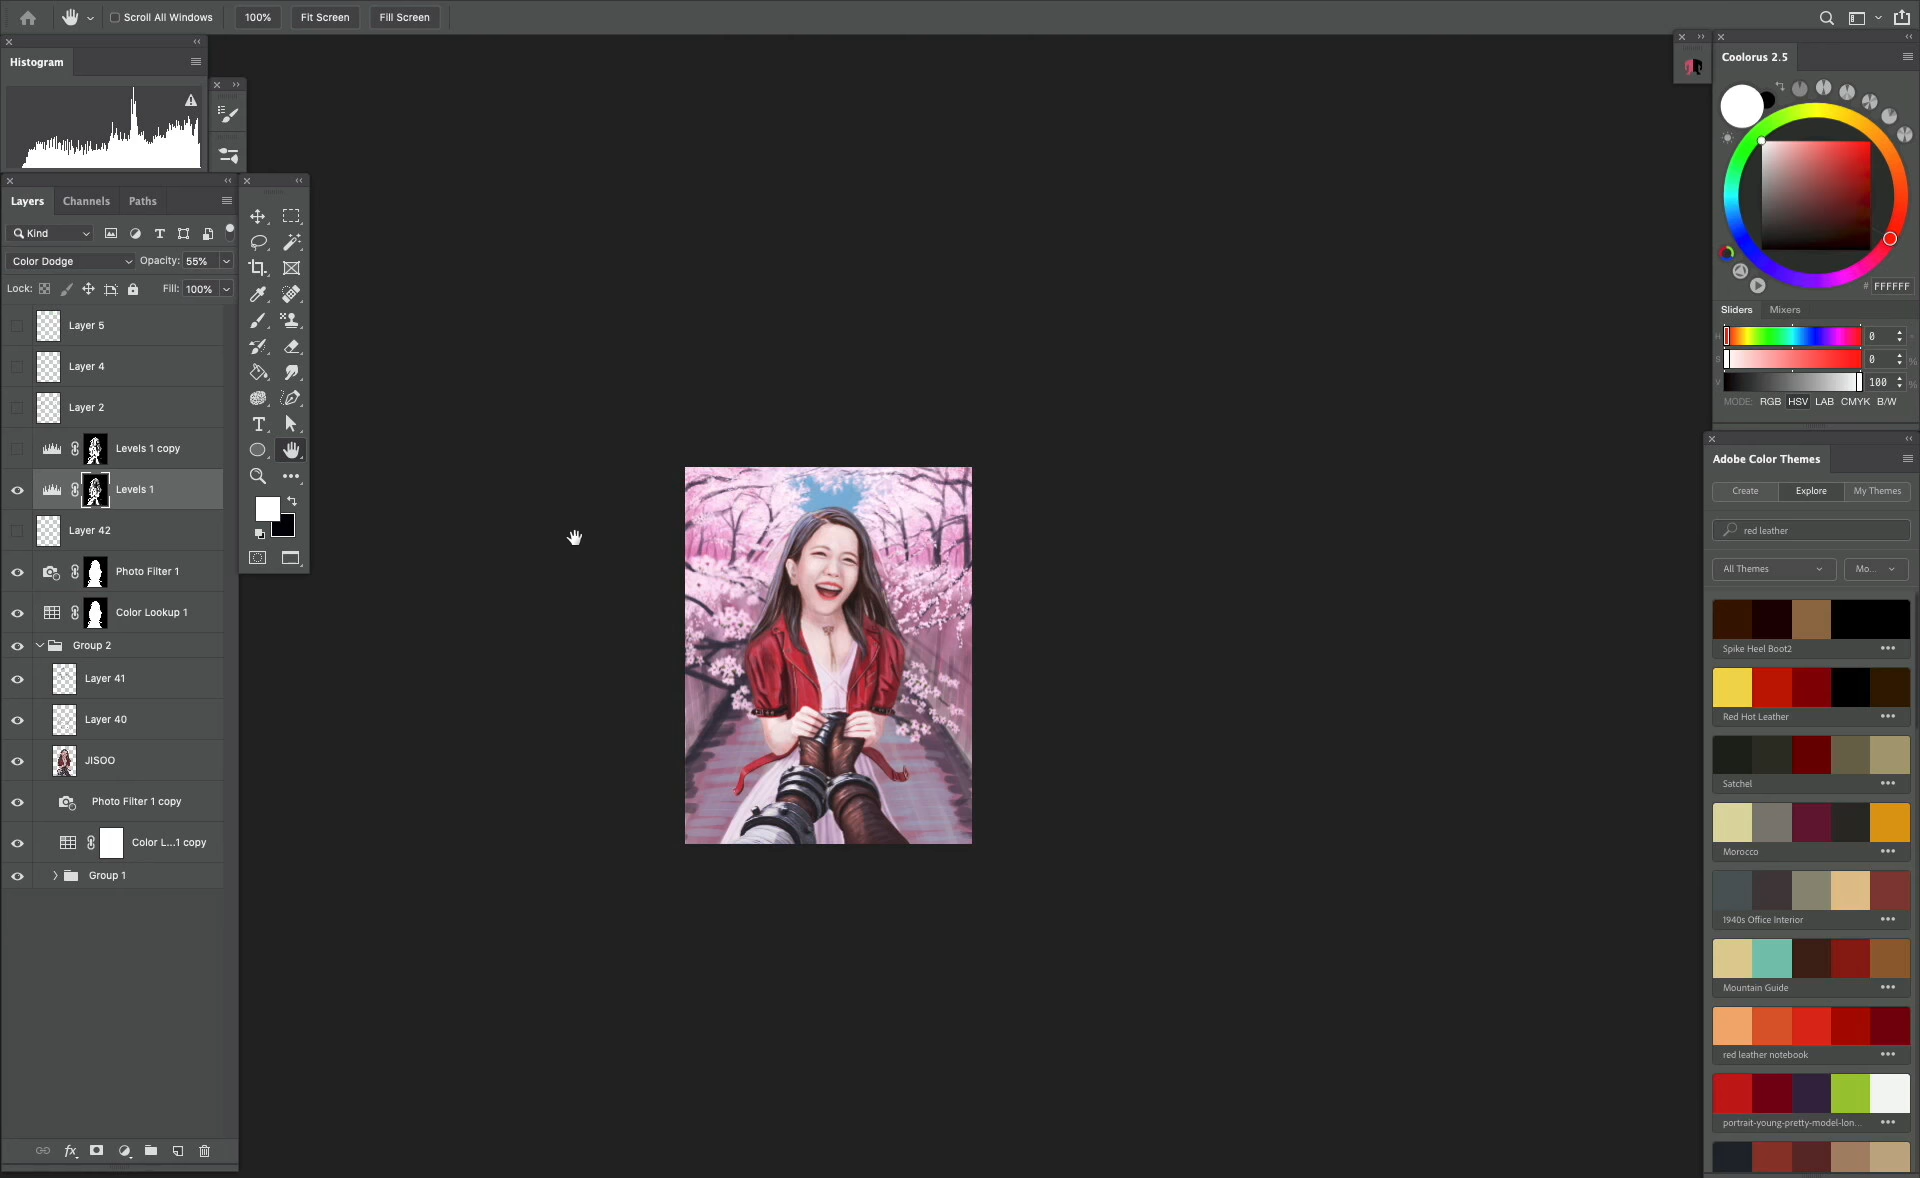 Scroll All Windows
100%
Fit Screen
Fill Screen
Histogram
Layers
Channels
Paths
Kind
Color Dodge
Opacity: 55%
Lock:
Fill: 100%
Layer 5
Layer 4
Layer 2
Levels 1 copy
Levels 1
Layer 42
Photo Filter 1
Color Lookup 1
Group 2
Layer 41
Layer 40
JISOO
Photo Filter 1 copy
Color L...1 copy
Group 1
Coolorus 2.5
# FFFFFF
Sliders
Mixers
H 0 °
S 0 %
V 100 %
MODE: RGB HSV LAB CMYK B/W
Adobe Color Themes
Create
Explore
My Themes
red leather
All Themes
Mo...
Spike Heel Boot2
Red Hot Leather
Satchel
Morocco
1940s Office Interior
Mountain Guide
red leather notebook
portrait-young-pretty-model-lon...